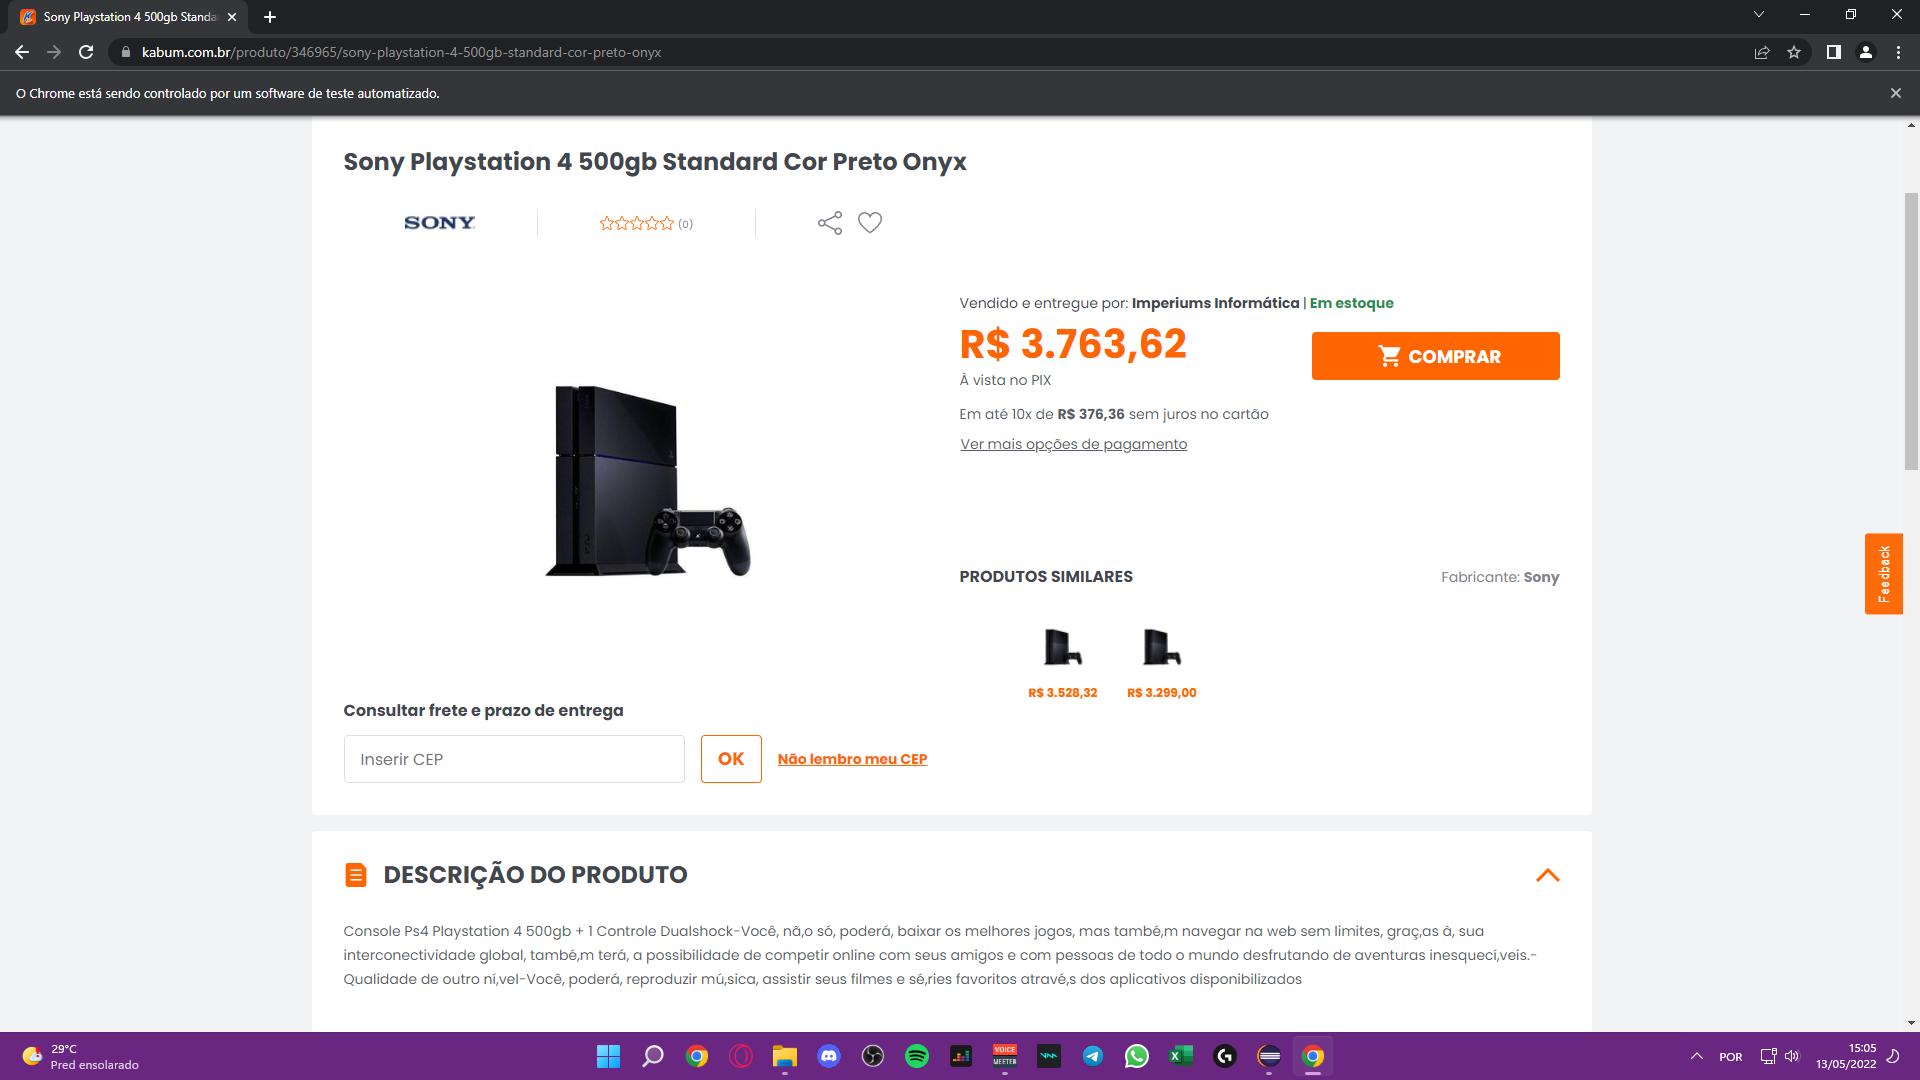 Sony Playstation 4 500gb Standa
kabum.com.br/produto/346965/sony-playstation-4-500gb-standard-cor-preto-onyx
O Chrome está sendo controlado por um software de teste automatizado.
Sony Playstation 4 500gb Standard Cor Preto Onyx
SONY
(0)
Vendido e entregue por: Imperiums Informática | Em estoque
R$ 3.763,62
COMPRAR
À vista no PIX
Em até 10x de R$ 376,36 sem juros no cartão
Ver mais opções de pagamento
Feedback
PRODUTOS SIMILARES
Fabricante: Sony
R$ 3.528,32
R$ 3.299,00
Consultar frete e prazo de entrega
Inserir CEP
OK
Não lembro meu CEP
DESCRIÇÃO DO PRODUTO
Console Ps4 Playstation 4 500gb + 1 Controle Dualshock-Você, nã,o só, poderá, baixar os melhores jogos, mas també,m navegar na web sem limites, graç,as à, sua
interconectividade global, també,m terá, a possibilidade de competir online com seus amigos e com pessoas de todo o mundo desfrutando de aventuras inesquecí,veis.-
Qualidade de outro ní,vel-Você, poderá, reproduzir mú,sica, assistir seus filmes e sé,ries favoritos atravé,s dos aplicativos disponibilizados
29°C
Pred ensolarado
VOICE
MEETER
POR
15:05
13/05/2022